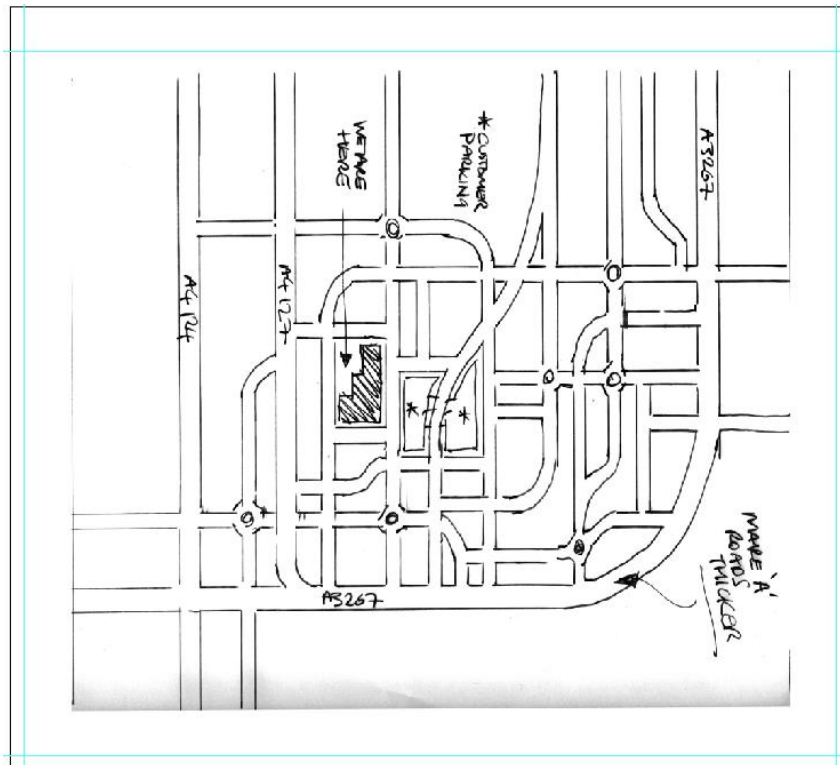 * CUSTOMER
PARKING
WE ARE
HERE
A3267
A4124
A4127
A3267
MAKE 'A'
ROADS
THICKER